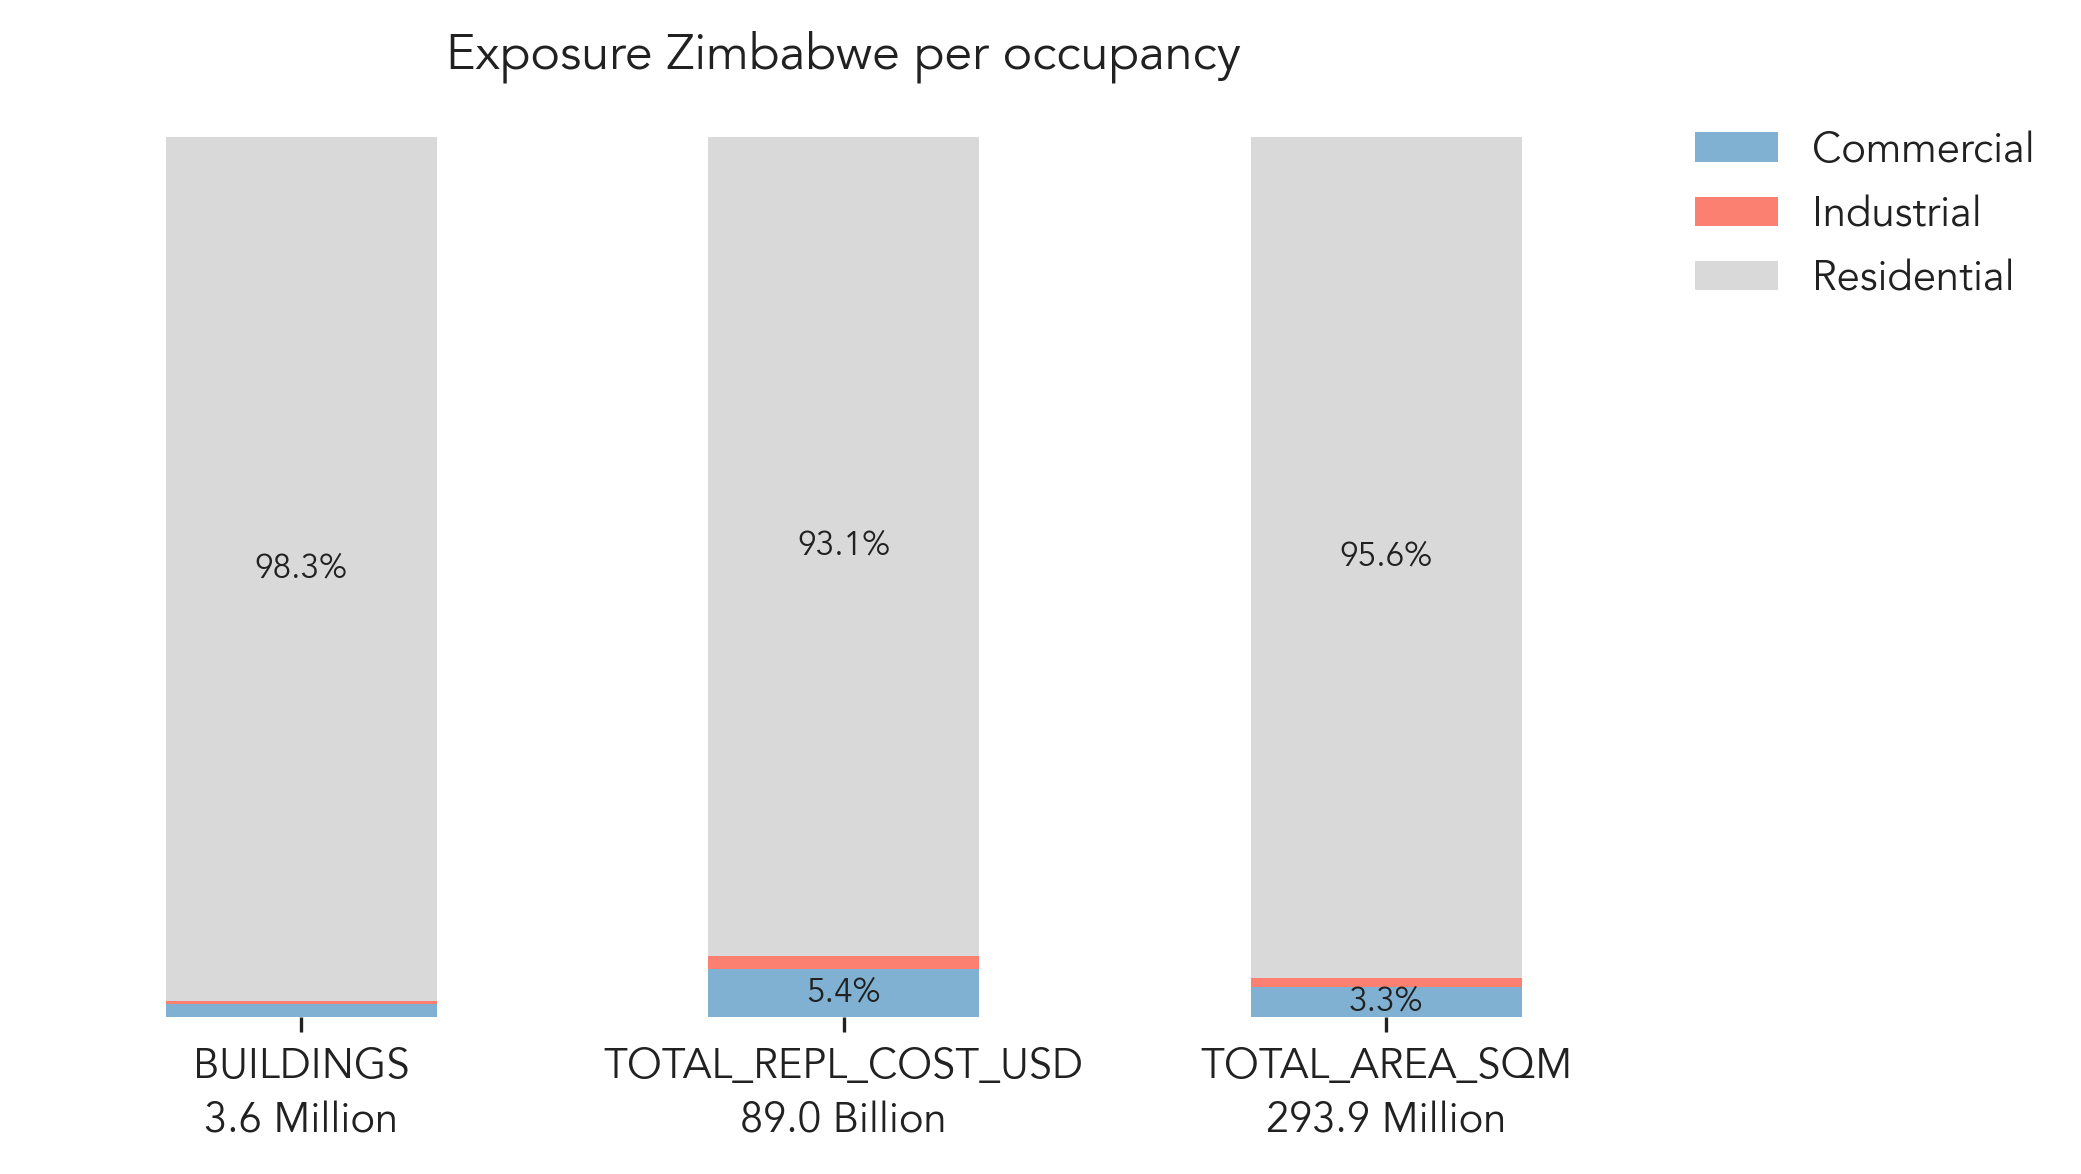 Exposure Zimbabwe per occupancy
Commercial
Industrial
Residential
98.3%
93.1%
95.6%
5.4%
3.3%
BUILDINGS
3.6 Million
TOTAL_REPL_COST_USD
89.0 Billion
TOTAL_AREA_SQM
293.9 Million